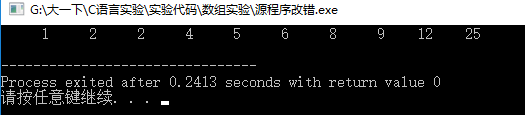 G:\大一下\C语言实验\实验代码\数组实验\源程序改错.exe
1 2 2 4 5 6 8 9 12 25
--------------------------------
Process exited after 0.2413 seconds with return value 0
请按任意键继续. . .